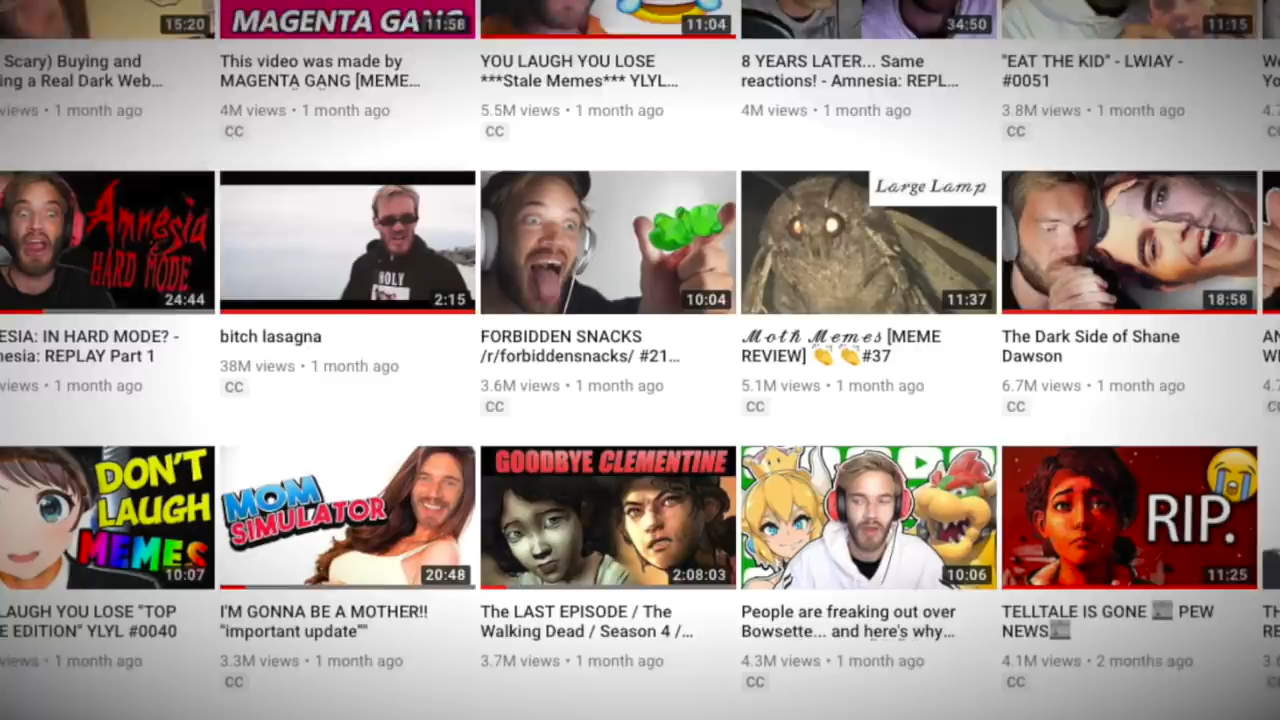 15:20
MAGENTA GANG
11:58
11:04
34:50
11:15
Scary) Buying and
ing a Real Dark Web...
views • 1 month ago
This video was made by
MAGENTA GANG [MEME...
4M views • 1 month ago
CC
YOU LAUGH YOU LOSE
***Stale Memes*** YLYL...
5.5M views • 1 month ago
CC
8 YEARS LATER... Same
reactions! - Amnesia: REPL...
4M views • 1 month ago
"EAT THE KID" - LWIAY -
#0051
3.8M views • 1 month ago
CC
Amnesia
HARD MODE
24:44
HOLY
2:15
10:04
Large Lamp
11:37
18:58
ESIA: IN HARD MODE? -
nesia: REPLAY Part 1
views • 1 month ago
bitch lasagna
38M views • 1 month ago
CC
FORBIDDEN SNACKS
/r/forbiddensnacks/ #21...
3.6M views • 1 month ago
CC
𝓜𝓸𝓽𝓱 𝓜𝓮𝓶𝓮𝓼 [MEME
REVIEW] 👏 👏#37
5.1M views • 1 month ago
CC
The Dark Side of Shane
Dawson
6.7M views • 1 month ago
CC
DON'T
LAUGH
MEMES
10:07
MOM
SIMULATOR
20:48
GOODBYE CLEMENTINE
2:08:03
10:06
RIP.
11:25
LAUGH YOU LOSE "TOP
E EDITION" YLYL #0040
views • 1 month ago
I'M GONNA BE A MOTHER!!
"important update""
3.3M views • 1 month ago
CC
The LAST EPISODE / The
Walking Dead / Season 4 /...
3.7M views • 1 month ago
People are freaking out over
Bowsette... and here's why...
4.3M views • 1 month ago
CC
TELLTALE IS GONE 📰 PEW
NEWS📰
4.1M views • 2 months ago
CC